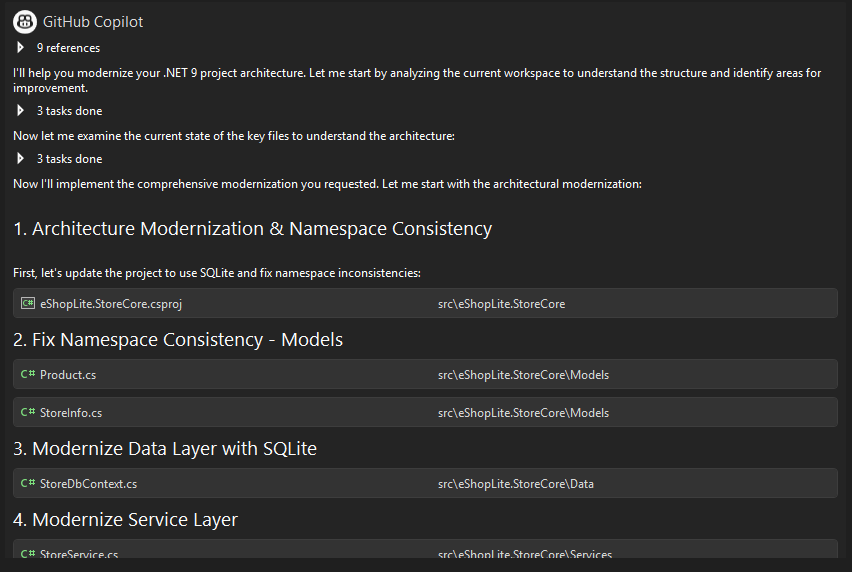 GitHub Copilot
9 references
I'll help you modernize your .NET 9 project architecture. Let me start by analyzing the current workspace to understand the structure and identify areas for
improvement.
3 tasks done
Now let me examine the current state of the key files to understand the architecture:
3 tasks done
Now I'll implement the comprehensive modernization you requested. Let me start with the architectural modernization:
1. Architecture Modernization & Namespace Consistency
First, let's update the project to use SQLite and fix namespace inconsistencies:
C# eShopLite.StoreCore.csproj src\eShopLite.StoreCore
2. Fix Namespace Consistency - Models
C# Product.cs src\eShopLite.StoreCore\Models
C# StoreInfo.cs src\eShopLite.StoreCore\Models
3. Modernize Data Layer with SQLite
C# StoreDbContext.cs src\eShopLite.StoreCore\Data
4. Modernize Service Layer
C# StoreService.cs src\eShopLite.StoreCore\Services